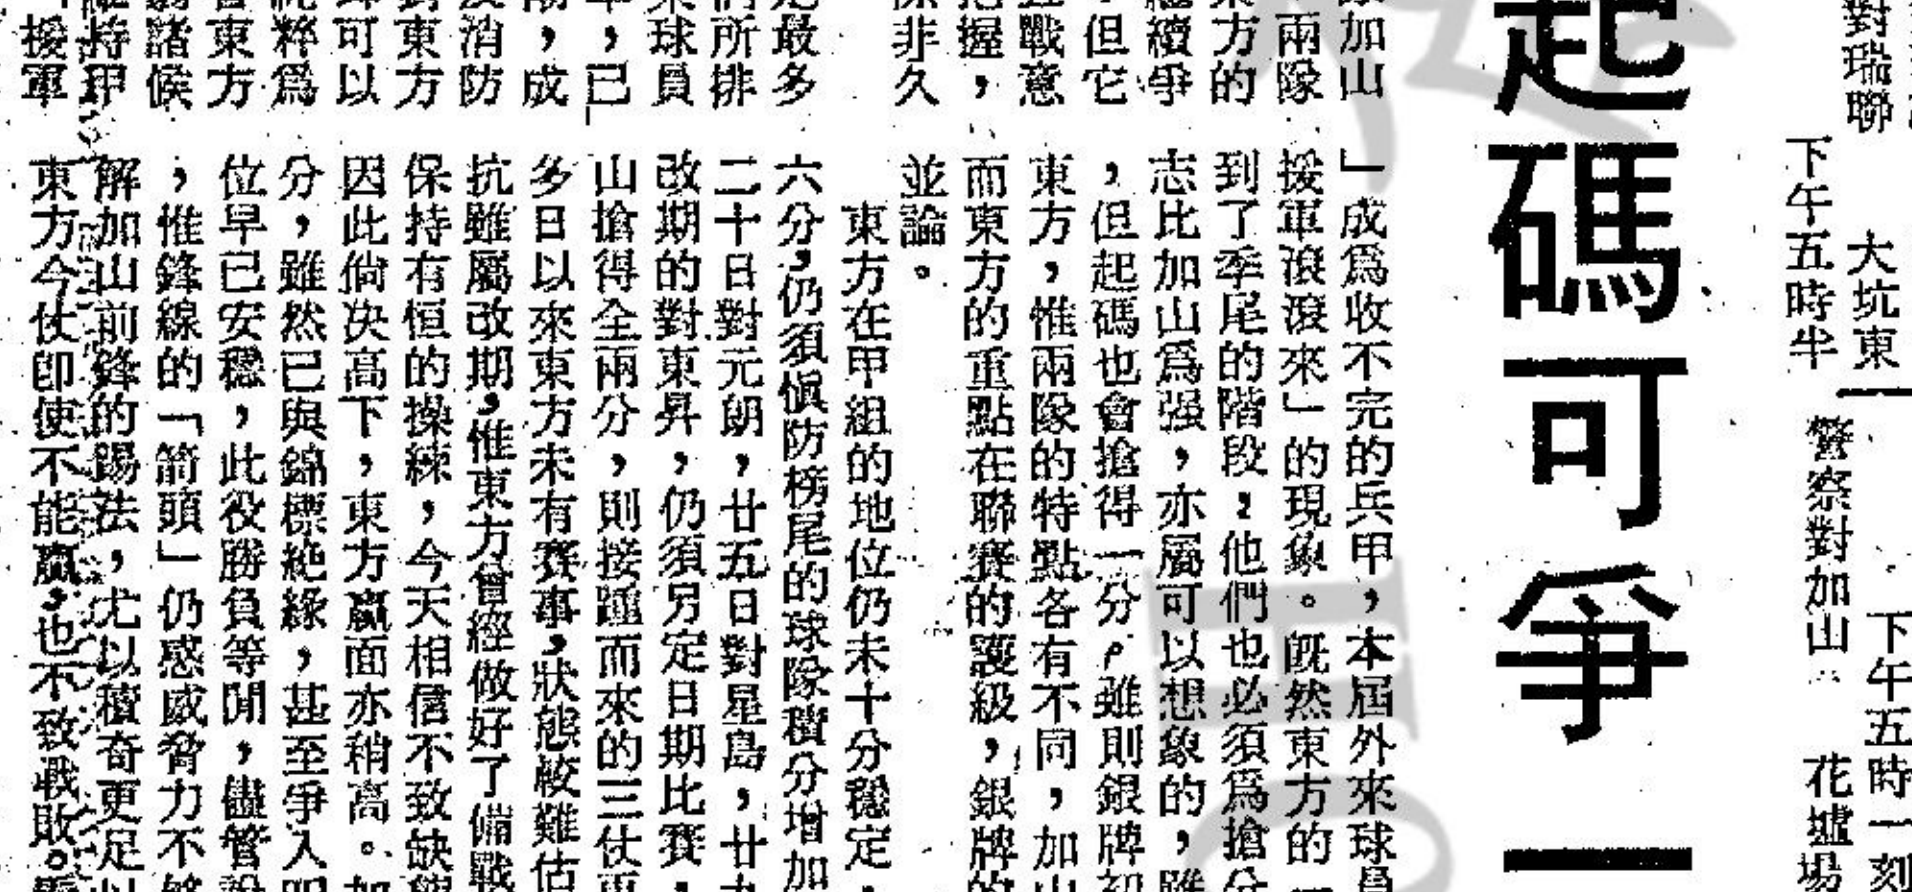 對瑞聯
大坑東
下午五時一刻
下午五時半
警察對加山
花墟場
起碼可爭一
加山
兩隊
方的
續爭
但它
戰意
把握，
非久
最多
所排
球員
，已
，成
消防
東方
可以
粹爲
東方
諸候
持甲
援軍
」成爲收不完的兵甲，本屆外來球員
援軍滾滾來」的現象。既然東方的「
到了季尾的階段，他們也必須爲搶分
志比加山爲强，亦屬可以想象的，雖
，但起碼也會搶得一分。雖則銀牌初
東方，惟兩隊的特點各有不同，加山
而東方的重點在聯賽的護級，銀牌的
並論。
東方在甲組的地位仍未十分穩定，
六分，仍須愼防榜尾的球隊積分增加
二十日對元朗，廿五日對星島，廿九
改期的對東昇，仍須另定日期比賽，
山搶得全兩分，則接踵而來的三仗更
多日以來東方未有賽事，狀態較難估
抗雖屬改期，惟東方曾經做好了備戰
保持有恒的操練，今天相信不致缺
因此倘決高下，東方贏面亦稍高。加
分，雖然已與錦標絶緣，甚至爭入四
位早已安穩，此役勝負等閒，儘管說
，惟鋒線的「箭頭」仍感威脅力不够
解加山前鋒的踢法，尤以積奇更足以
東方今仗卽使不能贏，也不致戰敗。